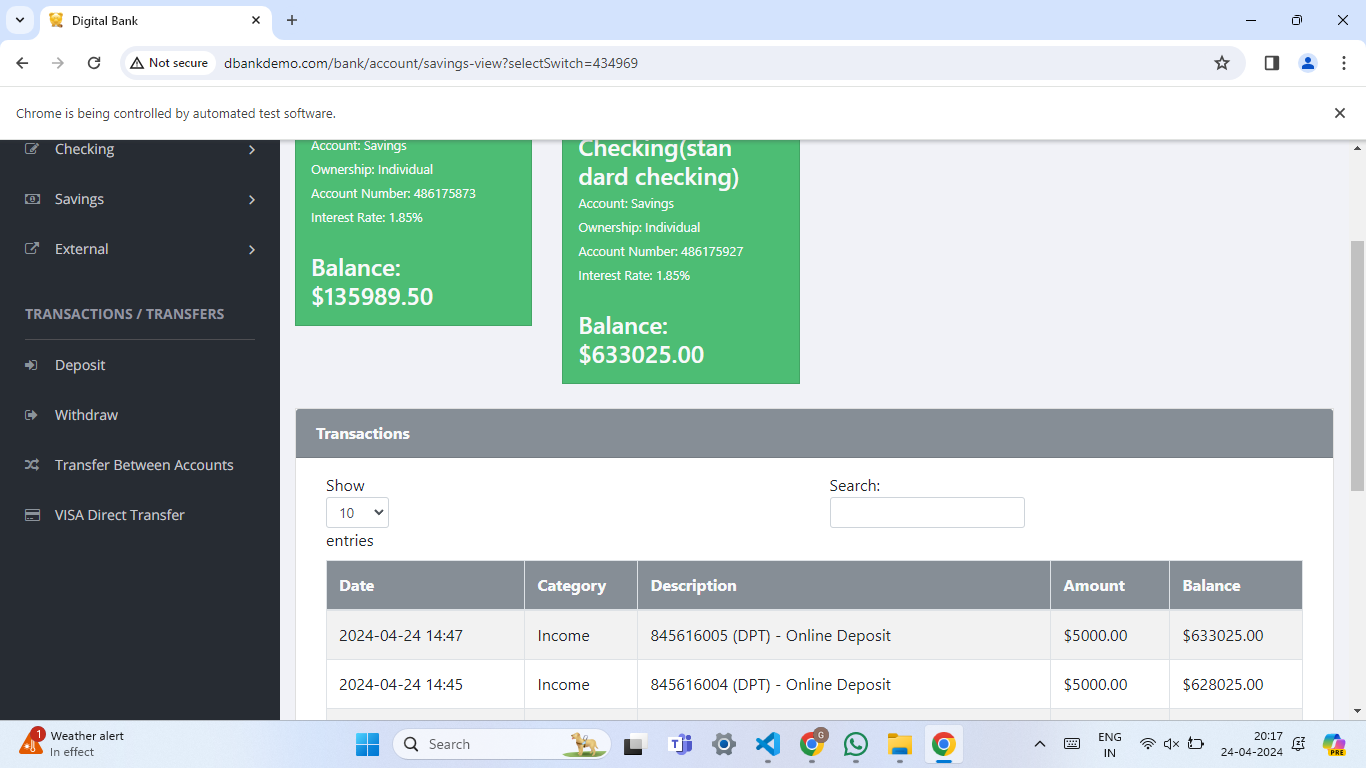 Digital Bank
Not secure
dbankdemo.com/bank/account/savings-view?selectSwitch=434969
Chrome is being controlled by automated test software.
Checking
Savings
External
TRANSACTIONS / TRANSFERS
Deposit
Withdraw
Transfer Between Accounts
VISA Direct Transfer
Account: Savings
Ownership: Individual
Account Number: 486175873
Interest Rate: 1.85%
Balance:
$135989.50
Checking(stan
dard checking)
Account: Savings
Ownership: Individual
Account Number: 486175927
Interest Rate: 1.85%
Balance:
$633025.00
Transactions
Show
10
entries
Search:
Date Category Description Amount Balance
2024-04-24 14:47 Income 845616005 (DPT) - Online Deposit $5000.00 $633025.00
2024-04-24 14:45 Income 845616004 (DPT) - Online Deposit $5000.00 $628025.00
1
Weather alert
In effect
Search
G
ENG
IN
20:17
24-04-2024
PRE